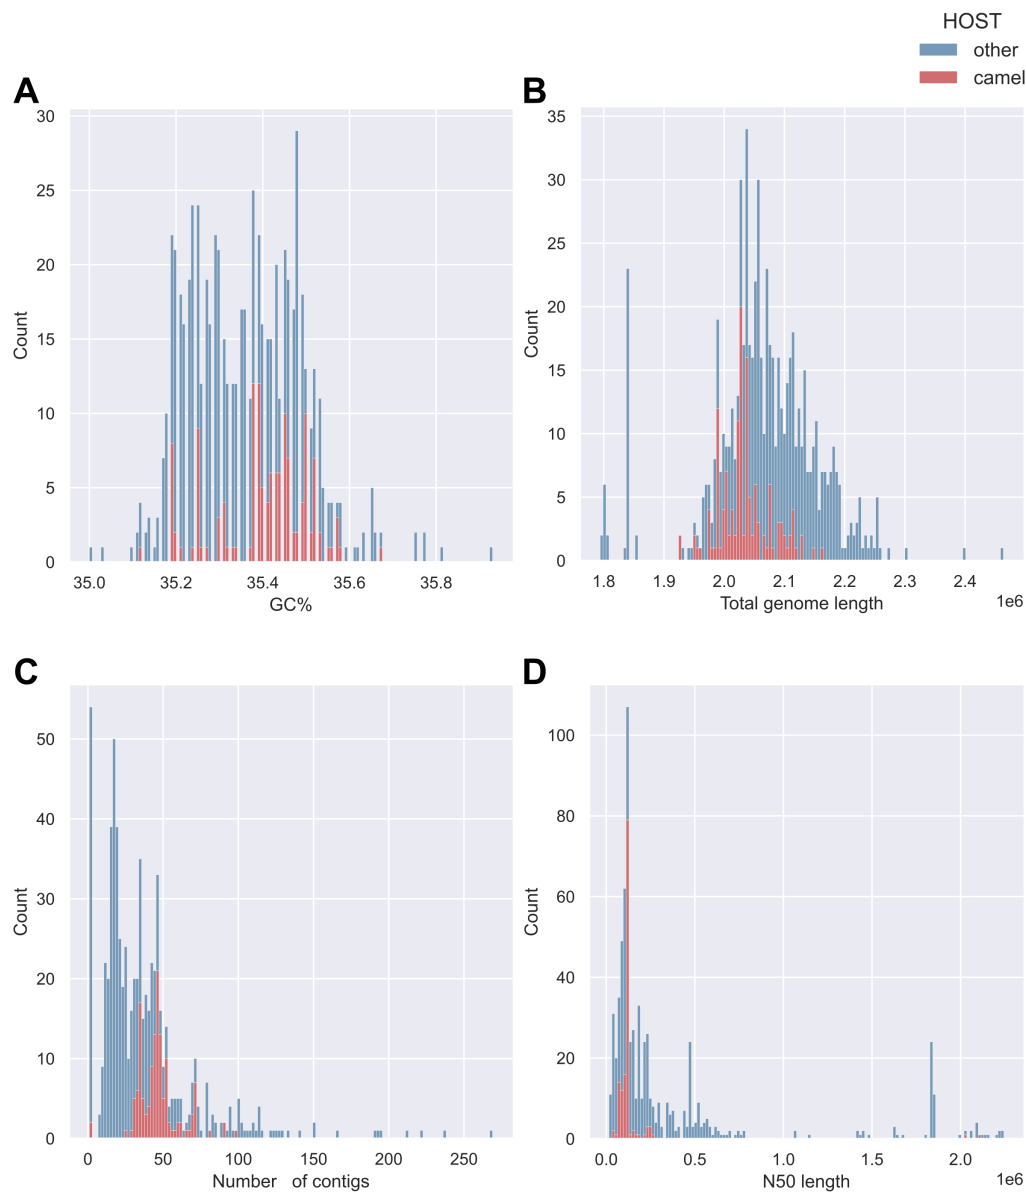 HOST
other
camel
A
30
25
20
15
10
5
0
Count
35.0 35.2 35.4 35.6 35.8
GC%
B
35
30
25
20
15
10
5
0
Count
1.8 1.9 2.0 2.1 2.2 2.3 2.4
Total genome length
1e6
C
50
40
30
20
10
0
Count
0 50 100 150 200 250
Number of contigs
D
100
80
60
40
20
0
Count
0.0 0.5 1.0 1.5 2.0
N50 length
1e6